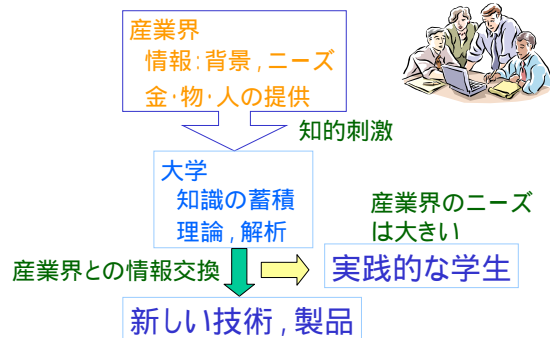 産業界
情報:背景,ニーズ
金・物・人の提供
知的刺激
大学
知識の蓄積
理論,解析
産業界のニーズ
は大きい
産業界との情報交換
実践的な学生
新しい技術,製品